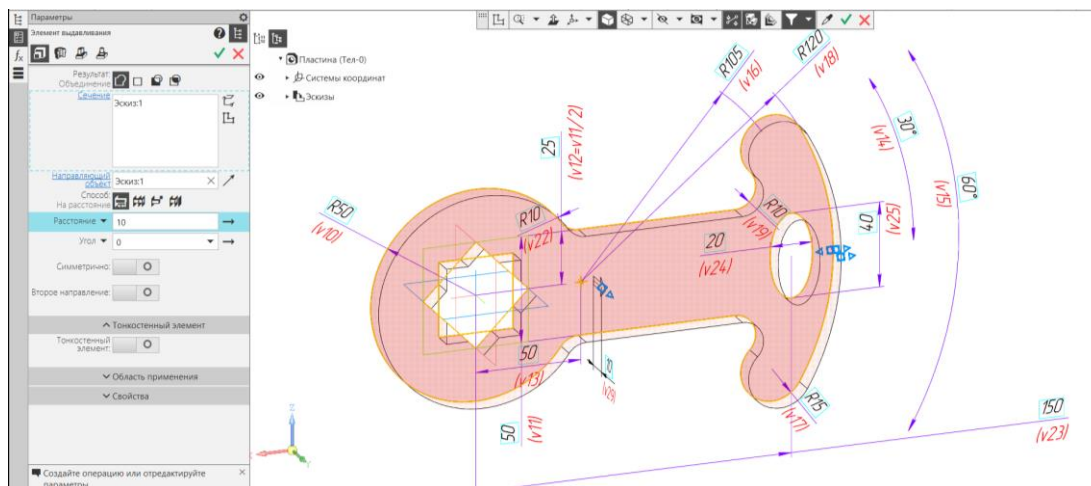 Параметры
Элемент выдавливания
Результат:
Объединение
Сечение
Эскиз:1
Направляющий
объект
Эскиз:1
Способ:
На расстояние
Расстояние
10
Угол
0
Симметрично:
Второе направление:
Тонкостенный элемент
Тонкостенный
элемент:
Область применения
Свойства
Создайте операцию или отредактируйте
параметры
Пластина (Тел-0)
Системы координат
Эскизы
R105
(v16)
R120
(v18)
30°
(v14)
60°
(v15)
25
(v12=v11/2)
R50
(v10)
R10
(v22)
R10
(v19)
40
(v25)
20
(v24)
50
(v13)
10
(v29)
50
(v11)
R15
(v17)
150
(v23)